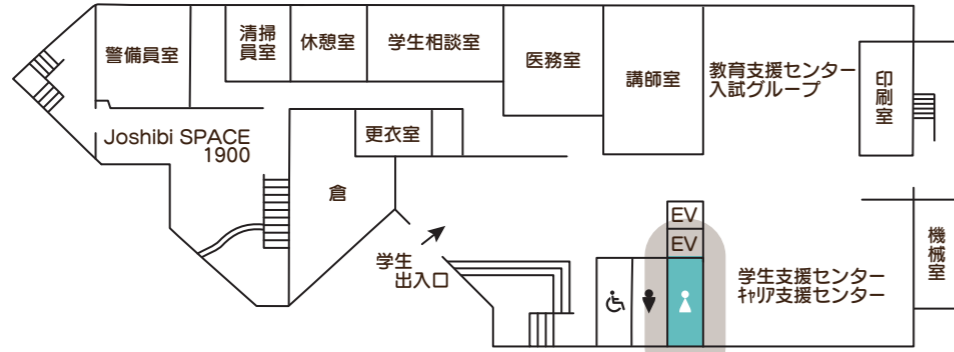 警備員室
清掃
員室
休憩室
学生相談室
医務室
講師室
教育支援センター
入試グループ
印刷室
Joshibi SPACE
1900
更衣室
倉
学生
出入口
EV
EV
学生支援センター
キャリア支援センター
機械室